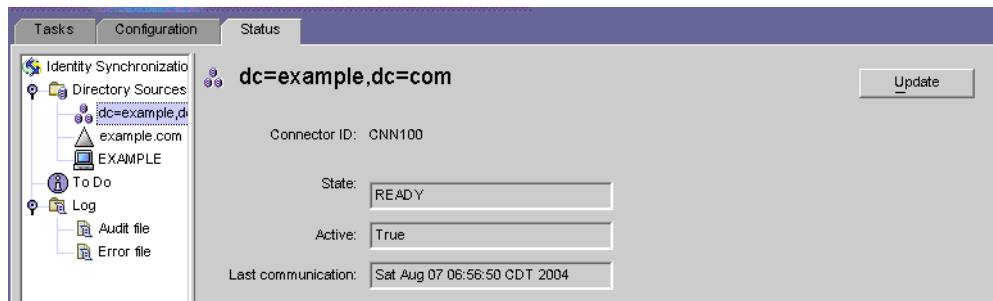 Tasks
Configuration
Status
Identity Synchronizatio
Directory Sources
dc=example,d
example.com
EXAMPLE
To Do
Log
Audit file
Error file
dc=example,dc=com
Update
Connector ID: CNN100
State: READY
Active: True
Last communication: Sat Aug 07 06:56:50 CDT 2004